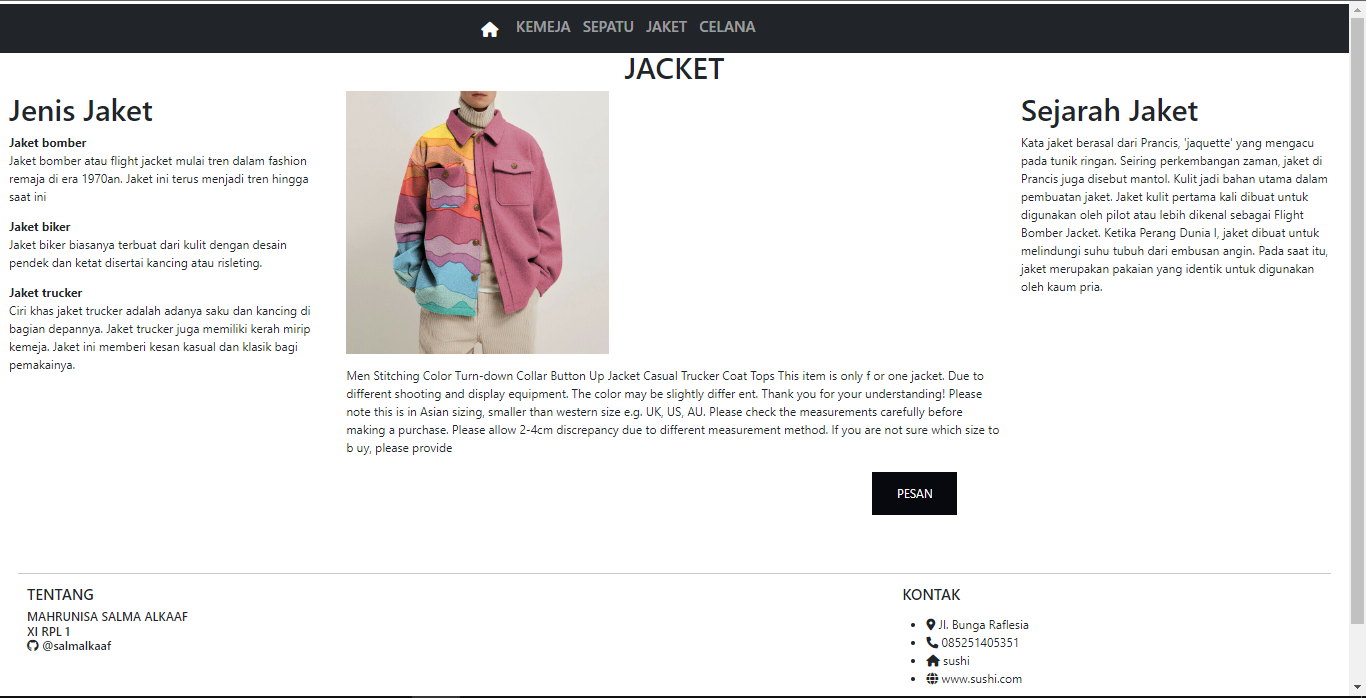 KEMEJA SEPATU JAKET CELANA
JACKET
Jenis Jaket
Jaket bomber
Jaket bomber atau flight jacket mulai tren dalam fashion
remaja di era 1970an. Jaket ini terus menjadi tren hingga
saat ini
Jaket biker
Jaket biker biasanya terbuat dari kulit dengan desain
pendek dan ketat disertai kancing atau risleting.
Jaket trucker
Ciri khas jaket trucker adalah adanya saku dan kancing di
bagian depannya. Jaket trucker juga memiliki kerah mirip
kemeja. Jaket ini memberi kesan kasual dan klasik bagi
pemakainya.
Men Stitching Color Turn-down Collar Button Up Jacket Casual Trucker Coat Tops This item is only f or one jacket. Due to
different shooting and display equipment. The color may be slightly differ ent. Thank you for your understanding! Please
note this is in Asian sizing, smaller than western size e.g. UK, US, AU. Please check the measurements carefully before
making a purchase. Please allow 2-4cm discrepancy due to different measurement method. If you are not sure which size to
b uy, please provide
PESAN
Sejarah Jaket
Kata jaket berasal dari Prancis, 'jaquette' yang mengacu
pada tunik ringan. Seiring perkembangan zaman, jaket di
Prancis juga disebut mantol. Kulit jadi bahan utama dalam
pembuatan jaket. Jaket kulit pertama kali dibuat untuk
digunakan oleh pilot atau lebih dikenal sebagai Flight
Bomber Jacket. Ketika Perang Dunia I, jaket dibuat untuk
melindungi suhu tubuh dari embusan angin. Pada saat itu,
jaket merupakan pakaian yang identik untuk digunakan
oleh kaum pria.
TENTANG
MAHRUNISA SALMA ALKAAF
XI RPL 1
@salmalkaaf
KONTAK
Jl. Bunga Raflesia
085251405351
sushi
www.sushi.com